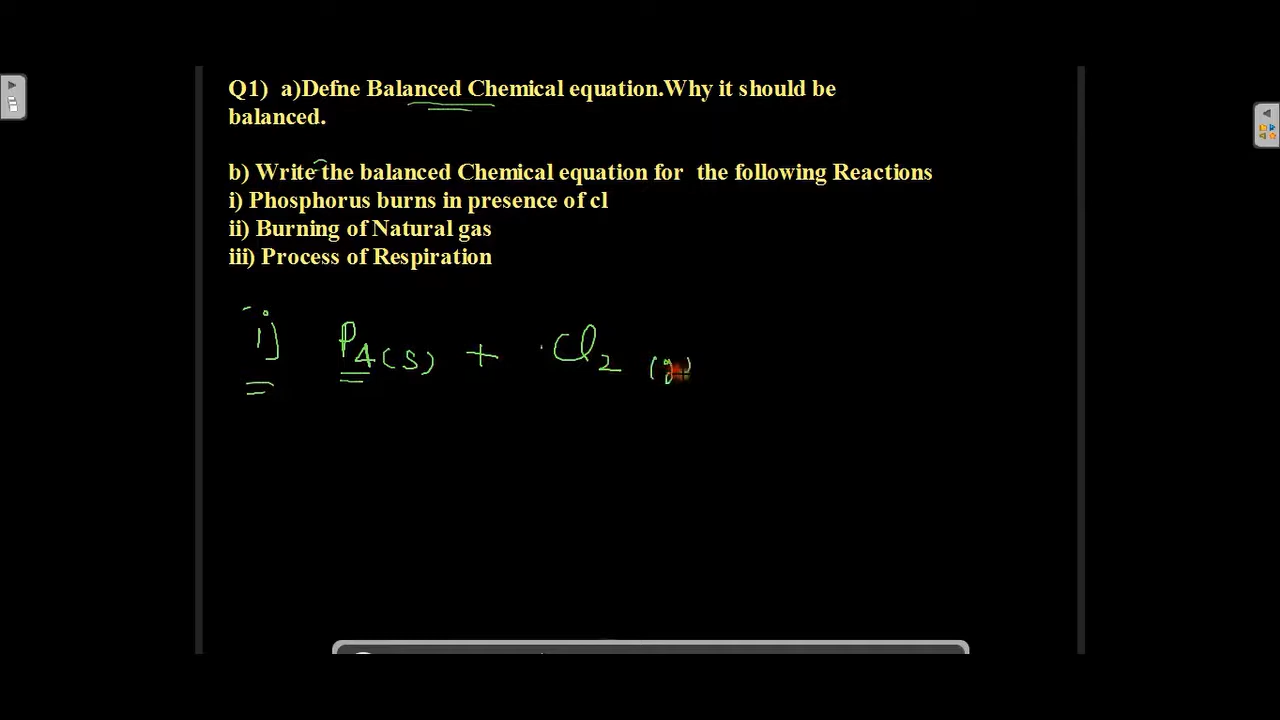 Q1) a)Defne Balanced Chemical equation.Why it should be
balanced.
b) Write the balanced Chemical equation for the following Reactions
i) Phosphorus burns in presence of cl
ii) Burning of Natural gas
iii) Process of Respiration
i] P4(s) + Cl2 (g)